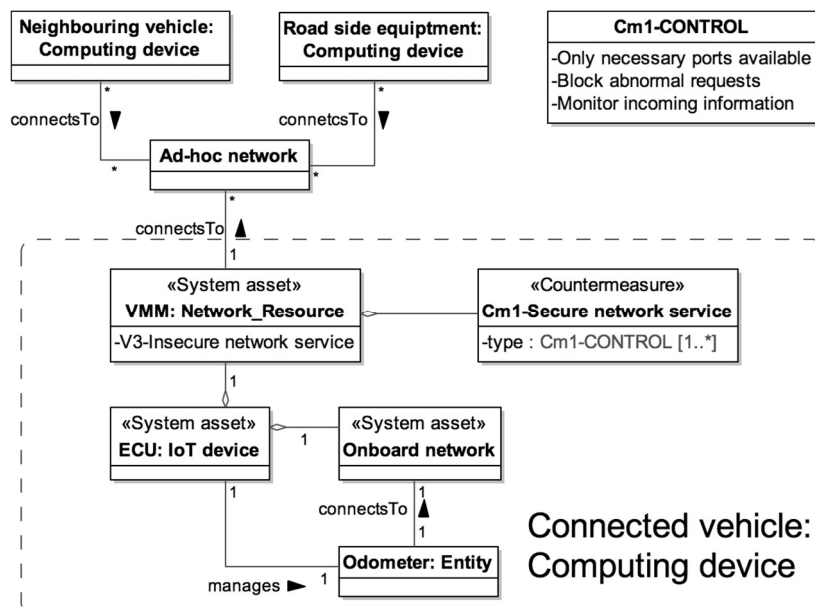 Neighbouring vehicle:
Computing device
Road side equiptment:
Computing device
Cm1-CONTROL
-Only necessary ports available
-Block abnormal requests
-Monitor incoming information
*
*
connectsTo
connetcsTo
Ad-hoc network
*
*
*
connectsTo
1
«System asset»
VMM: Network_Resource
-V3-Insecure network service
«Countermeasure»
Cm1-Secure network service
-type : Cm1-CONTROL [1..*]
1
«System asset»
ECU: IoT device
1
«System asset»
Onboard network
1
1
connectsTo
1
Odometer: Entity
manages
1
Connected vehicle:
Computing device